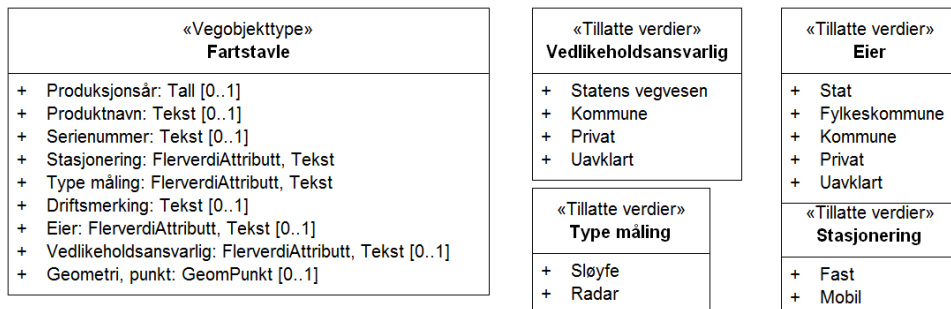 «Vegobjekttype»
Fartstavle
+ Produksjonsår: Tall [0..1]
+ Produktnavn: Tekst [0..1]
+ Serienummer: Tekst [0..1]
+ Stasjonering: FlerverdiAttributt, Tekst
+ Type måling: FlerverdiAttributt, Tekst
+ Driftsmerking: Tekst [0..1]
+ Eier: FlerverdiAttributt, Tekst [0..1]
+ Vedlikeholdsansvarlig: FlerverdiAttributt, Tekst [0..1]
+ Geometri, punkt: GeomPunkt [0..1]
«Tillatte verdier»
Vedlikeholdsansvarlig
+ Statens vegvesen
+ Kommune
+ Privat
+ Uavklart
«Tillatte verdier»
Type måling
+ Sløyfe
+ Radar
«Tillatte verdier»
Eier
+ Stat
+ Fylkeskommune
+ Kommune
+ Privat
+ Uavklart
«Tillatte verdier»
Stasjonering
+ Fast
+ Mobil